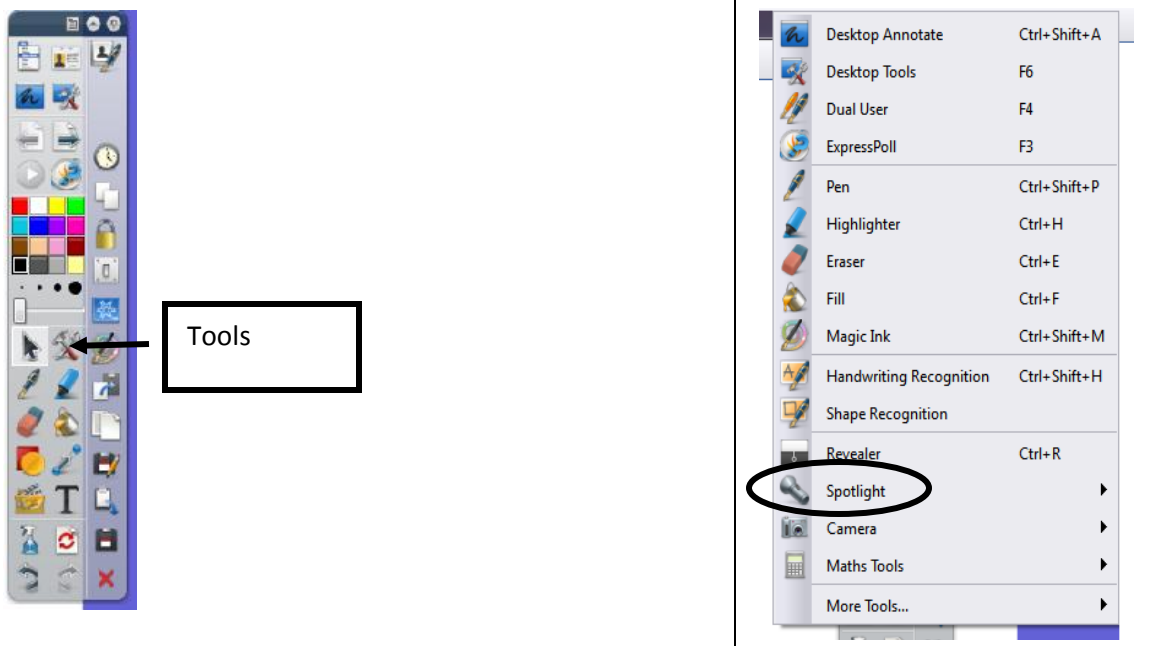 Tools
Desktop Annotate Ctrl+Shift+A
Desktop Tools F6
Dual User F4
ExpressPoll F3
Pen Ctrl+Shift+P
Highlighter Ctrl+H
Eraser Ctrl+E
Fill Ctrl+F
Magic Ink Ctrl+Shift+M
Handwriting Recognition Ctrl+Shift+H
Shape Recognition
Revealer Ctrl+R
Spotlight
Camera
Maths Tools
More Tools...